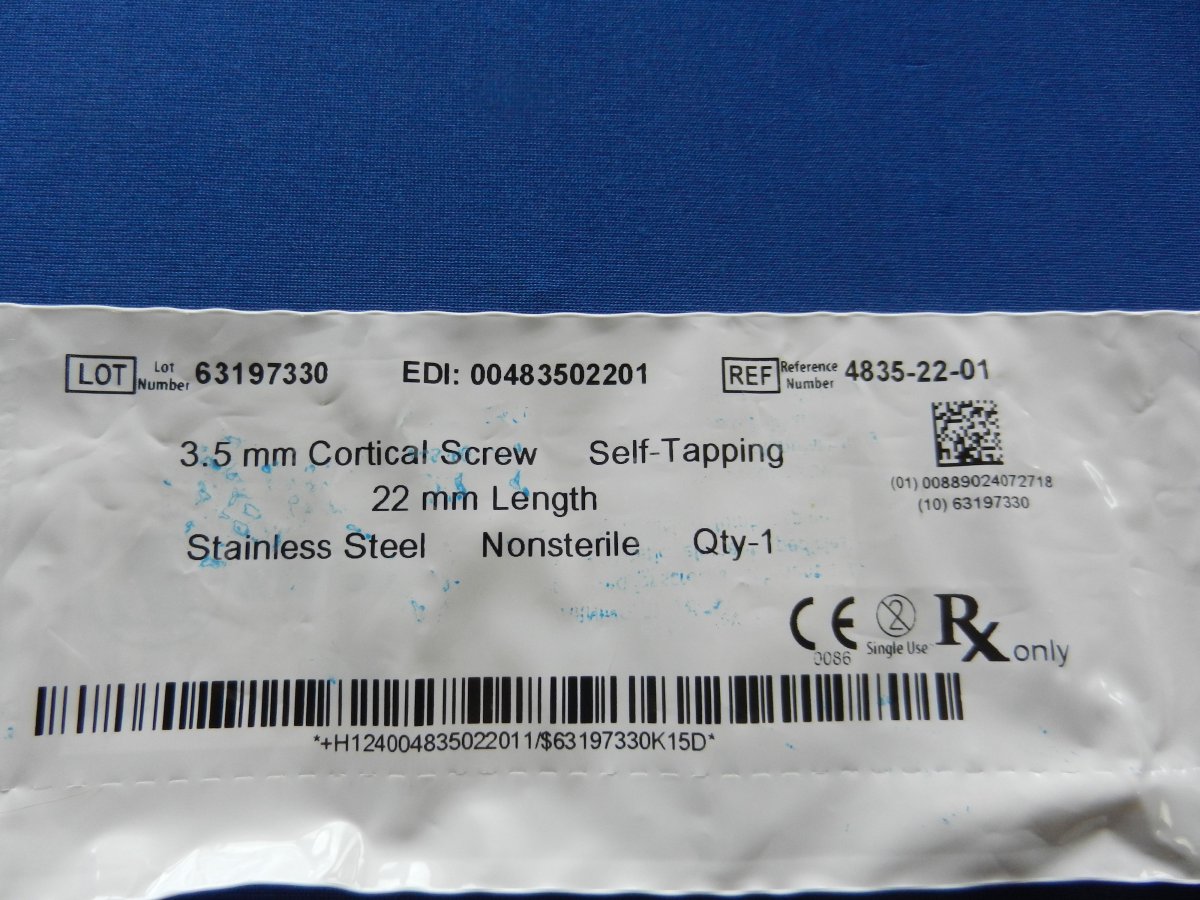 LOT Lot Number 63197330 EDI: 00483502201 REF Reference Number 4835-22-01
3.5 mm Cortical Screw Self-Tapping
22 mm Length
Stainless Steel Nonsterile Qty-1
(01) 00889024072718
(10) 63197330
CE 0086 2 Single Use Rx only
*+H124004835022011/$63197330K15D*